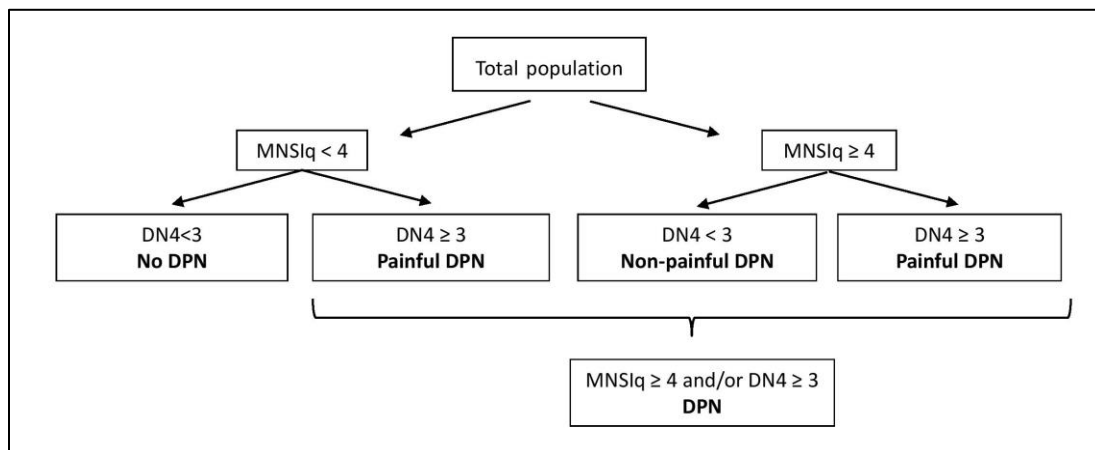 Total population
MNSIq < 4
MNSIq ≥ 4
DN4<3
No DPN
DN4 ≥ 3
Painful DPN
DN4 < 3
Non-painful DPN
DN4 ≥ 3
Painful DPN
MNSIq ≥ 4 and/or DN4 ≥ 3
DPN